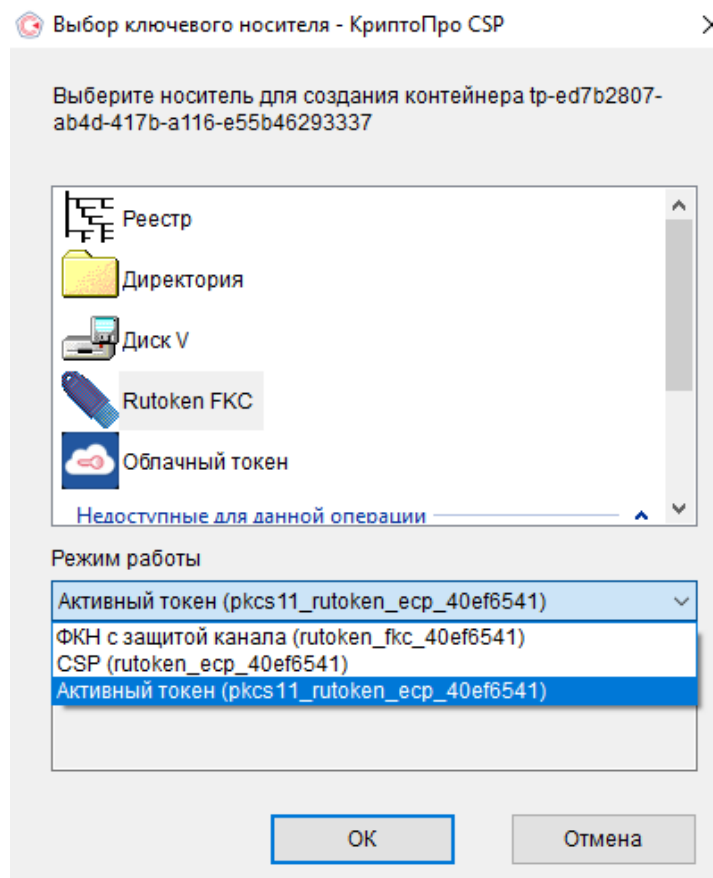 Выбор ключевого носителя - КриптоПро CSP
Выберите носитель для создания контейнера tp-ed7b2807-
ab4d-417b-a116-e55b46293337
Реестр
Директория
Диск V
Rutoken FKC
Облачный токен
Недоступные для данной операции
Режим работы
Активный токен (pkcs11_rutoken_ecp_40ef6541)
ФКН с защитой канала (rutoken_fkc_40ef6541)
CSP (rutoken_ecp_40ef6541)
Активный токен (pkcs11_rutoken_ecp_40ef6541)
ОК
Отмена